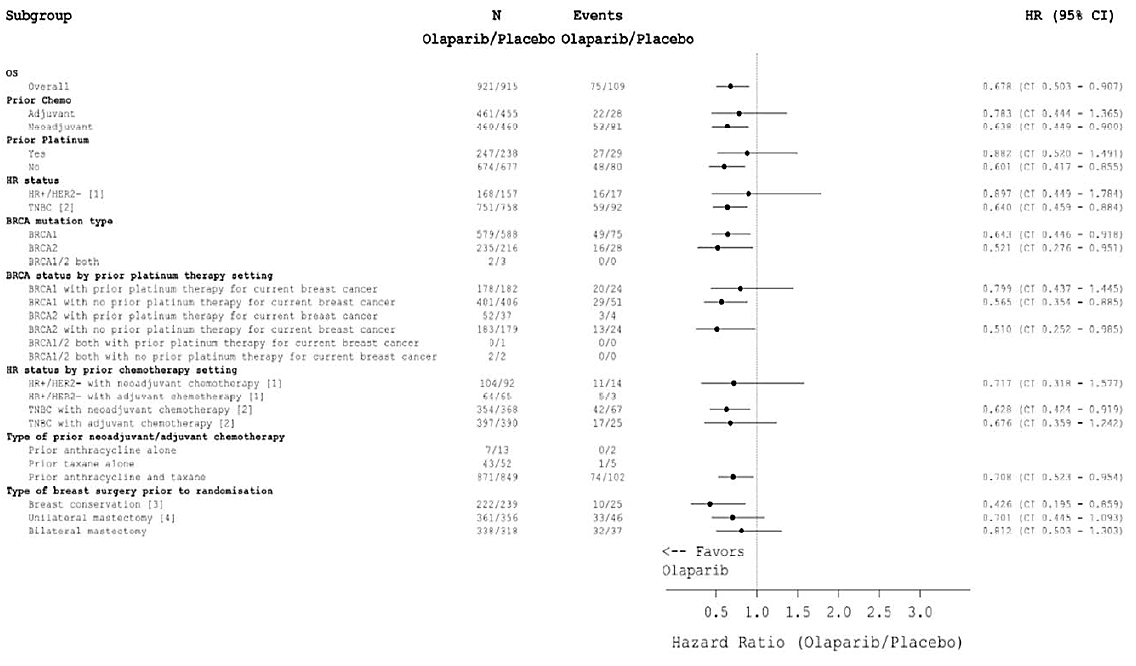 Subgroup N Events HR (95% CI)
Olaparib/Placebo Olaparib/Placebo
OS
Overall 921/915 75/109 0.678 (CI 0.503 - 0.907)
Prior Chemo
Adjuvant 461/455 22/28 0.783 (CI 0.444 - 1.365)
Neoadjuvant 460/460 53/81 0.638 (CI 0.449 - 0.900)
Prior Platinum
Yes 247/238 27/29 0.882 (CI 0.520 - 1.491)
No 674/677 48/80 0.601 (CI 0.417 - 0.855)
HR status
HR+/HER2- [1] 168/157 16/17 0.897 (CI 0.449 - 1.784)
TNBC [2] 751/758 59/92 0.640 (CI 0.459 - 0.884)
BRCA mutation type
BRCA1 579/588 49/75 0.643 (CI 0.446 - 0.918)
BRCA2 235/216 16/28 0.521 (CI 0.276 - 0.951)
BRCA1/2 both 2/3 0/0
BRCA status by prior platinum therapy setting
BRCA1 with prior platinum therapy for current breast cancer 178/182 20/24 0.799 (CI 0.437 - 1.445)
BRCA1 with no prior platinum therapy for current breast cancer 401/406 29/51 0.565 (CI 0.354 - 0.885)
BRCA2 with prior platinum therapy for current breast cancer 52/37 3/4
BRCA2 with no prior platinum therapy for current breast cancer 183/179 13/24 0.510 (CI 0.252 - 0.985)
BRCA1/2 both with prior platinum therapy for current breast cancer 0/1 0/0
BRCA1/2 both with no prior platinum therapy for current breast cancer 2/2 0/0
HR status by prior chemotherapy setting
HR+/HER2- with neoadjuvant chemotherapy [1] 104/92 11/14 0.717 (CI 0.318 - 1.577)
HR+/HER2- with adjuvant chemotherapy [1] 64/65 5/3
TNBC with neoadjuvant chemotherapy [2] 354/368 42/67 0.628 (CI 0.424 - 0.919)
TNBC with adjuvant chemotherapy [2] 397/390 17/25 0.676 (CI 0.359 - 1.242)
Type of prior neoadjuvant/adjuvant chemotherapy
Prior anthracycline alone 7/13 0/2
Prior taxane alone 43/52 1/5
Prior anthracycline and taxane 871/849 74/102 0.708 (CI 0.523 - 0.954)
Type of breast surgery prior to randomisation
Breast conservation [3] 222/239 10/25 0.426 (CI 0.195 - 0.859)
Unilateral mastectomy [4] 361/356 33/46 0.701 (CI 0.445 - 1.093)
Bilateral mastectomy 338/318 32/37 0.812 (CI 0.503 - 1.303)
<-- Favors
Olaparib
0.5 1.0 1.5 2.0 2.5 3.0
Hazard Ratio (Olaparib/Placebo)